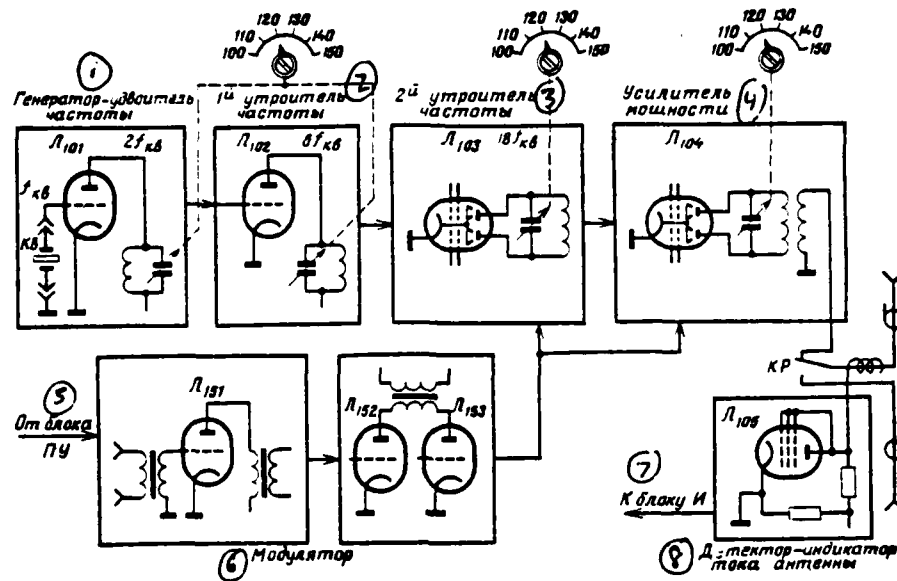 100 110 120 130 140 150
100 110 120 130 140 150
100 110 120 130 140 150
1
Генератор-удвоитель
частоты
2
1й утроитель
частоты
3
2й утроитель
частоты
4
Усилитель
мощности
Л101
2fкв
fкв
кв
Л102
6fкв
Л103
18fкв
Л104
КР
5
От блока
ПУ
Л151
Л152
Л153
6
Модулятор
7
К блоку И
Л105
8
Детектор-индикатор
тока антенны